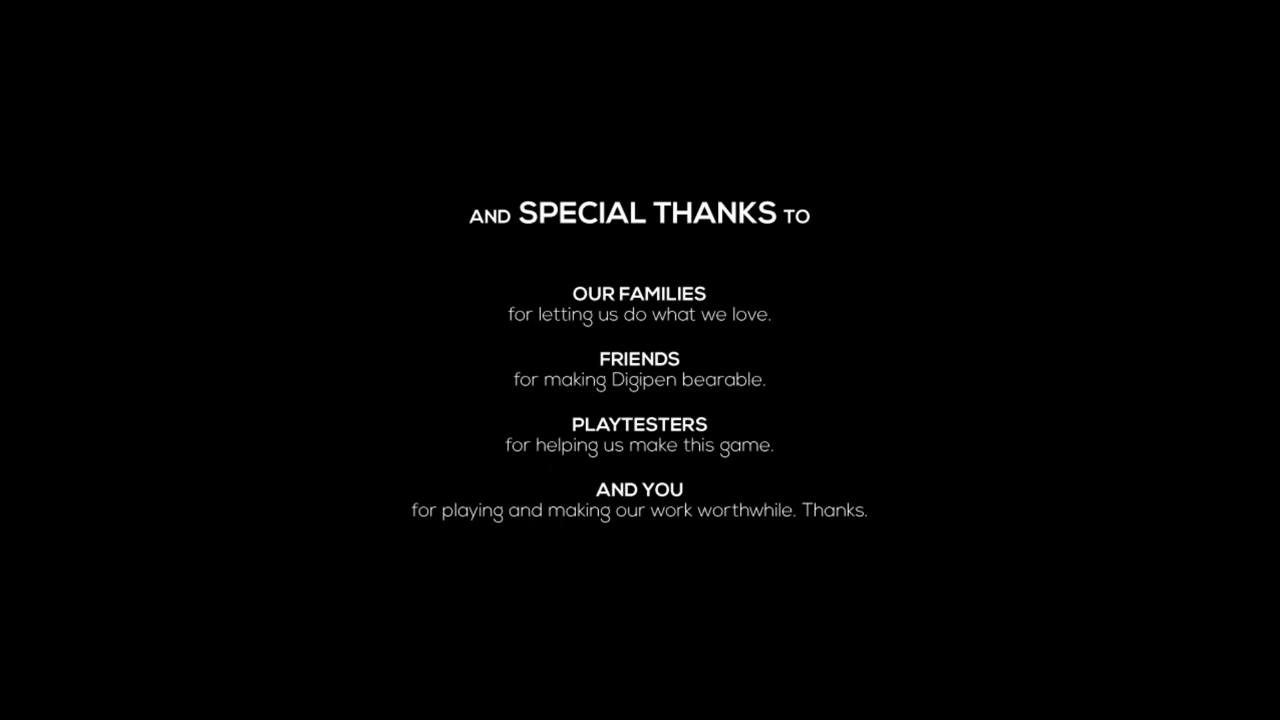 AND SPECIAL THANKS TO
OUR FAMILIES
for letting us do what we love.
FRIENDS
for making Digipen bearable.
PLAYTESTERS
for helping us make this game.
AND YOU
for playing and making our work worthwhile. Thanks.